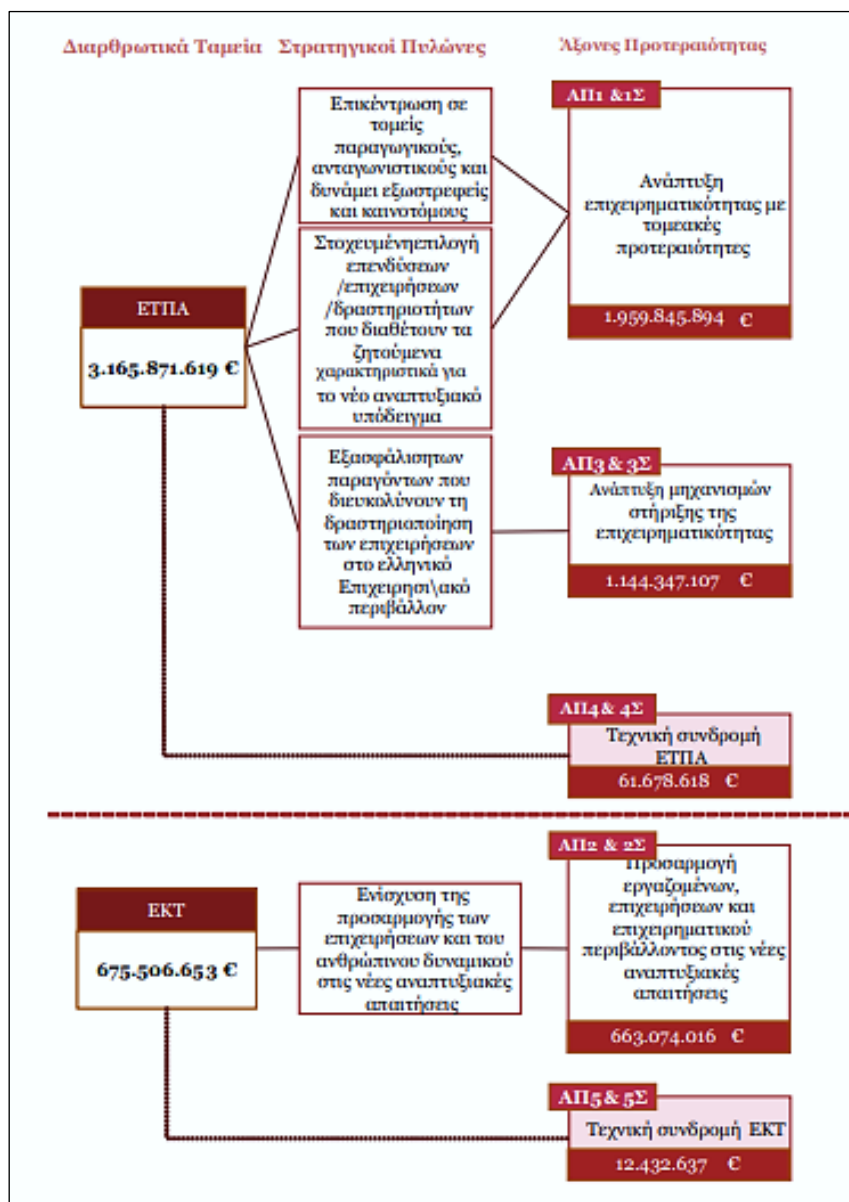 Διαρθρωτικά Ταμεία Στρατηγικοί Πυλώνες Άξονες Προτεραιότητας
Επικέντρωση σε
τομείς
παραγωγικούς,
ανταγωνιστικούς και
δυνάμει εξωστρεφείς
και καινοτόμους
ΑΠ1 &1Σ
Ανάπτυξη
επιχειρηματικότητας με
τομεακές
προτεραιότητες
1.959.845.894 €
ΕΤΠΑ
3.165.871.619 €
Στοχευμένηεπιλογή
επενδύσεων
/επιχειρήσεων
/δραστηριοτήτων
που διαθέτουν τα
ζητούμενα
χαρακτηριστικά για
το νέο αναπτυξιακό
υπόδειγμα
Εξασφάλισητων
παραγόντων που
διευκολύνουν τη
δραστηριοποίηση
των επιχειρήσεων
στο ελληνικό
Επιχειρησι\ακό
περιβάλλον
ΑΠ3 & 3Σ
Ανάπτυξη μηχανισμών
στήριξης της
επιχειρηματικότητας
1.144.347.107 €
ΑΠ4 & 4Σ
Τεχνική συνδρομή
ΕΤΠΑ
61.678.618 €
ΕΚΤ
675.506.653 €
Ενίσχυση της
προσαρμογής των
επιχειρήσεων και του
ανθρώπινου δυναμικού
στις νέες αναπτυξιακές
απαιτήσεις
ΑΠ2 & 2Σ
Προσαρμογή
εργαζομένων,
επιχειρήσεων και
επιχειρηματικού
περιβάλλοντος στις νέες
αναπτυξιακές
απαιτήσεις
663.074.016 €
ΑΠ5 & 5Σ
Τεχνική συνδρομή ΕΚΤ
12.432.637 €